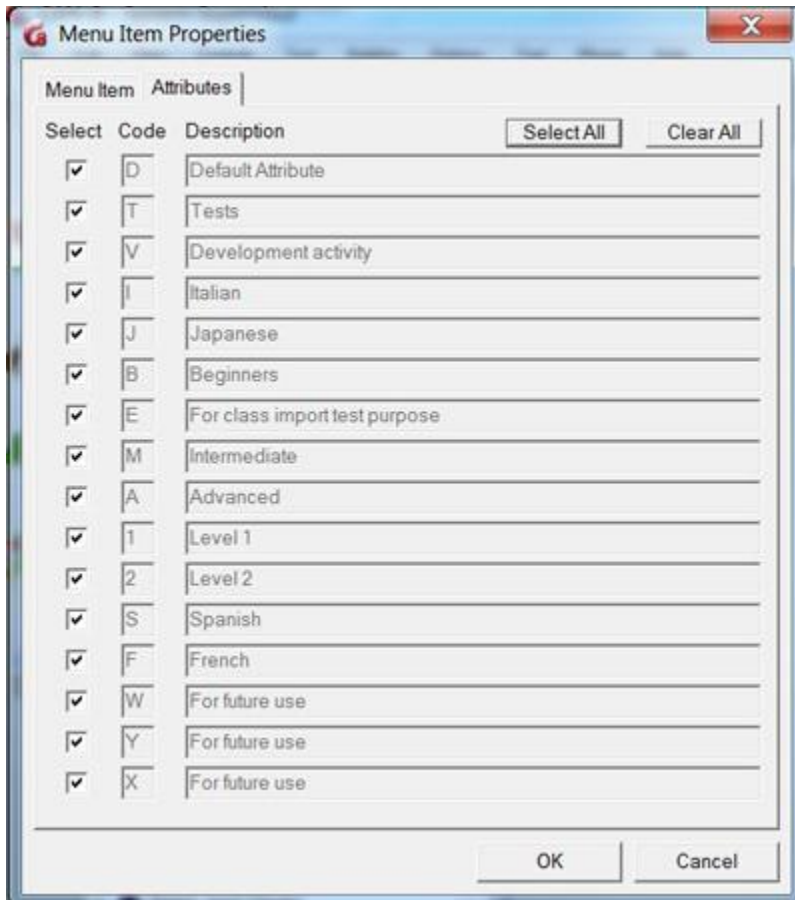 Menu Item Properties
Menu Item Attributes
Select Code Description Select All Clear All
D Default Attribute
T Tests
V Development activity
I Italian
J Japanese
B Beginners
E For class import test purpose
M Intermediate
A Advanced
1 Level 1
2 Level 2
S Spanish
F French
W For future use
Y For future use
X For future use
OK Cancel